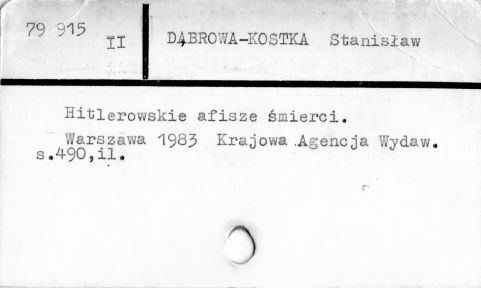 79 915 II DĄBROWA-KOSTKA Stanisław
Hitlerowskie afisze śmierci.
Warszawa 1983 Krajowa Agencja Wydaw.
s.490,il.